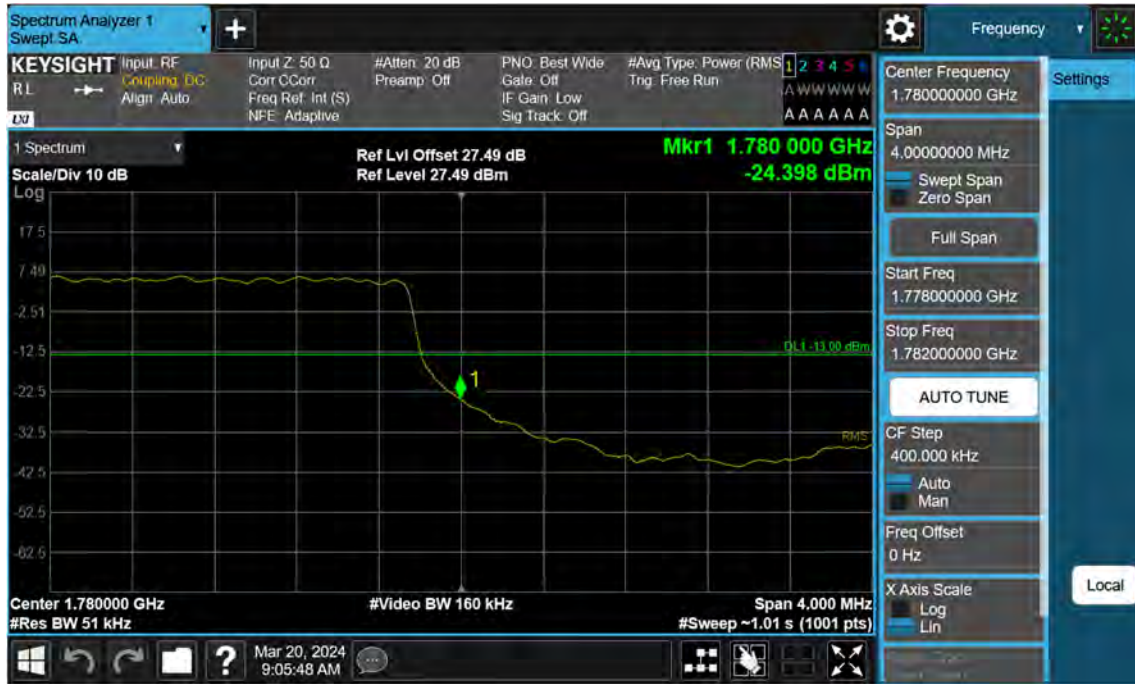 Spectrum Analyzer 1
Swept SA
+
Frequency
KEYSIGHT
RL
LXI
Input: RF
Coupling: DC
Align: Auto
Input Z: 50 Ω
Corr CCorr
Freq Ref: Int (S)
NFE: Adaptive
#Atten: 20 dB
Preamp: Off
PNO: Best Wide
Gate: Off
IF Gain: Low
Sig Track: Off
#Avg Type: Power (RMS
Trig: Free Run
1 2 3 4 5 6
A W W W W W
A A A A A A
1 Spectrum
Scale/Div 10 dB
Ref Lvl Offset 27.49 dB
Ref Level 27.49 dBm
Mkr1 1.780 000 GHz
-24.398 dBm
Log
17.5
7.49
-2.51
-12.5
-22.5
-32.5
-42.5
-52.5
-62.5
DL1 -13.00 dBm
1
RMS
Center 1.780000 GHz
#Res BW 51 kHz
#Video BW 160 kHz
Span 4.000 MHz
#Sweep ~1.01 s (1001 pts)
Center Frequency
1.780000000 GHz
Settings
Span
4.00000000 MHz
Swept Span
Zero Span
Full Span
Start Freq
1.778000000 GHz
Stop Freq
1.782000000 GHz
AUTO TUNE
CF Step
400.000 kHz
Auto
Man
Freq Offset
0 Hz
X Axis Scale
Log
Lin
Local
?
Mar 20, 2024
9:05:48 AM